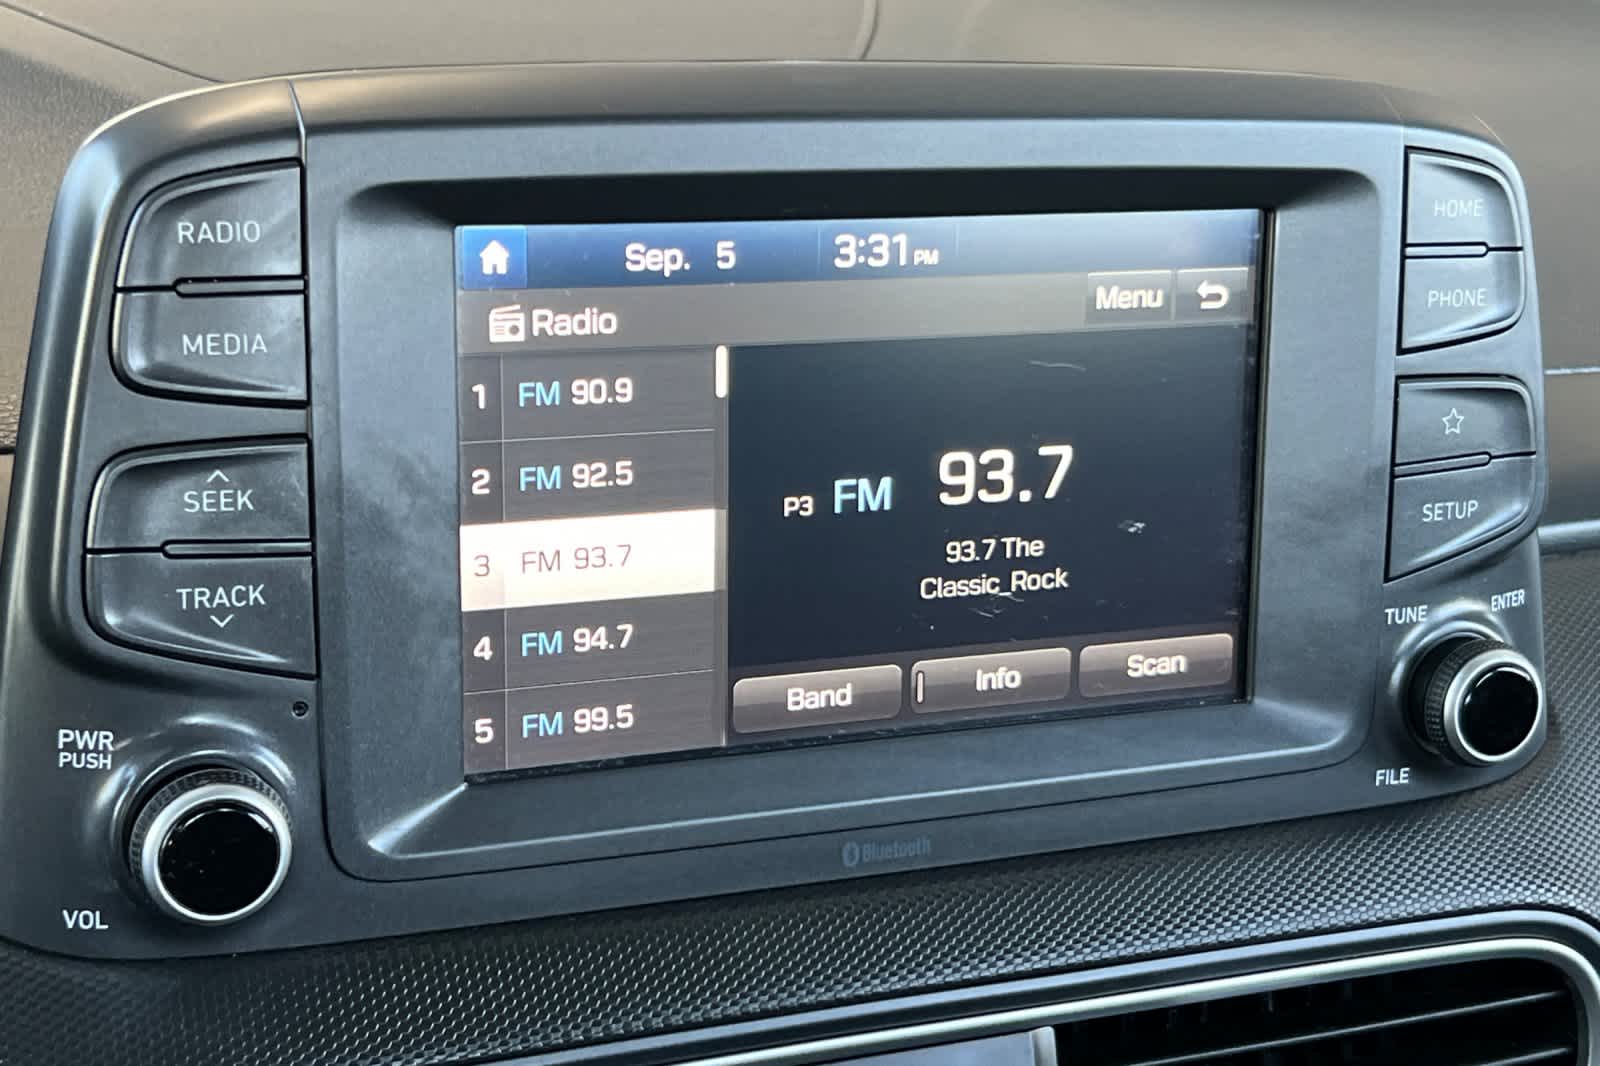 RADIO
MEDIA
SEEK
TRACK
PWR
PUSH
VOL
Sep. 5 3:31 PM
Radio
Menu
1 FM 90.9
2 FM 92.5
3 FM 93.7
4 FM 94.7
5 FM 99.5
P3 FM 93.7
93.7 The
Classic_Rock
Band
Info
Scan
Bluetooth
HOME
PHONE
SETUP
TUNE
ENTER
FILE